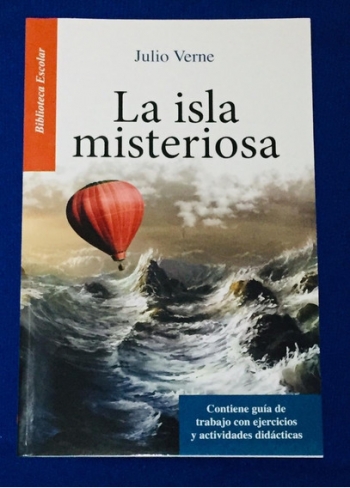 Biblioteca Escolar
Julio Verne
La isla
misteriosa
Contiene guía de
trabajo con ejercicios
y actividades didácticas